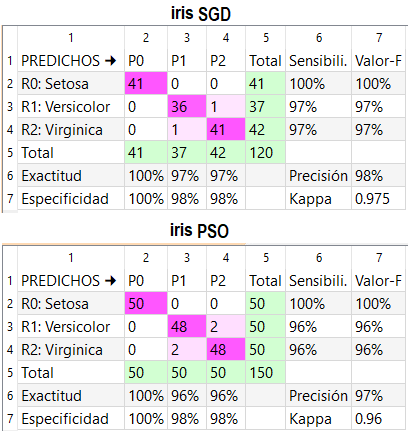 iris SGD
1 2 3 4 5 6 7
1 PREDICHOS → P0 P1 P2 Total Sensibili. Valor-F
2 R0: Setosa 41 0 0 41 100% 100%
3 R1: Versicolor 0 36 1 37 97% 97%
4 R2: Virginica 0 1 41 42 97% 97%
5 Total 41 37 42 120
6 Exactitud 100% 97% 97% Precisión 98%
7 Especificidad 100% 98% 98% Kappa 0.975
iris PSO
1 2 3 4 5 6 7
1 PREDICHOS → P0 P1 P2 Total Sensibili. Valor-F
2 R0: Setosa 50 0 0 50 100% 100%
3 R1: Versicolor 0 48 2 50 96% 96%
4 R2: Virginica 0 2 48 50 96% 96%
5 Total 50 50 50 150
6 Exactitud 100% 96% 96% Precisión 97%
7 Especificidad 100% 98% 98% Kappa 0.96